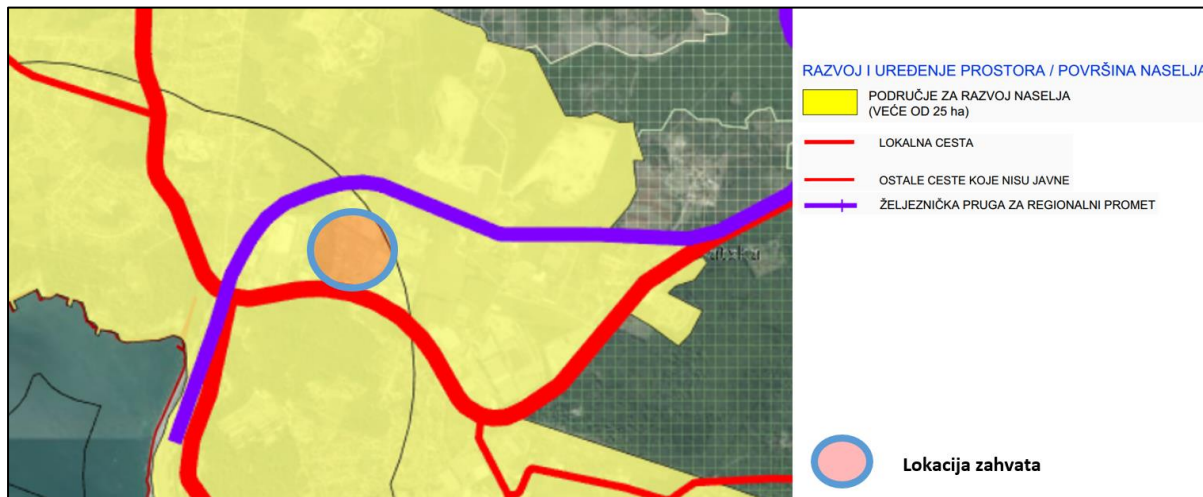 RAZVOJ I UREĐENJE PROSTORA / POVRŠINA NASELJA
PODRUČJE ZA RAZVOJ NASELJA
(VEĆE OD 25 ha)
LOKALNA CESTA
OSTALE CESTE KOJE NISU JAVNE
ŽELJEZNIČKA PRUGA ZA REGIONALNI PROMET
Lokacija zahvata